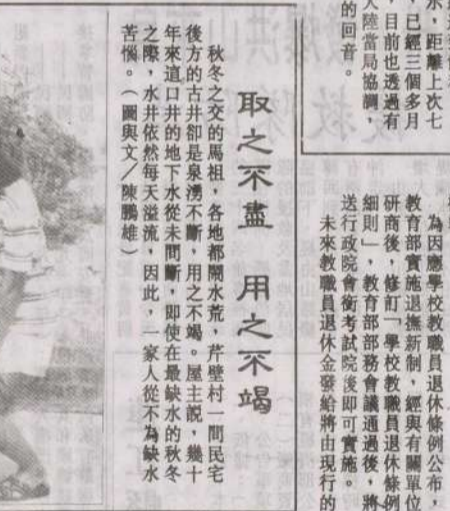 示，距離上次七
，已經三個多月
，目前也透過有
大陸當局協調，
的回音。
取之不盡　用之不竭
秋冬之交的馬祖，各地都鬧水荒，芹壁村一間民宅
後方的古井卻是泉湧不斷，用之不竭。屋主說，幾十
年來這口井的地下水從未間斷，即使在最缺水的秋冬
之際，水井依然每天溢流，因此，一家人從不為缺水
苦惱。（圖與文／陳鵬雄）
為因應學校教職員退休條例公布，
教育部實施退撫新制，經與有關單位
研商後，修訂「學校教職員退休條例
細則」，教育部部務會議通過後，將
送行政院會銜考試院後即可實施。
未來教職員退休金發給將由現行的